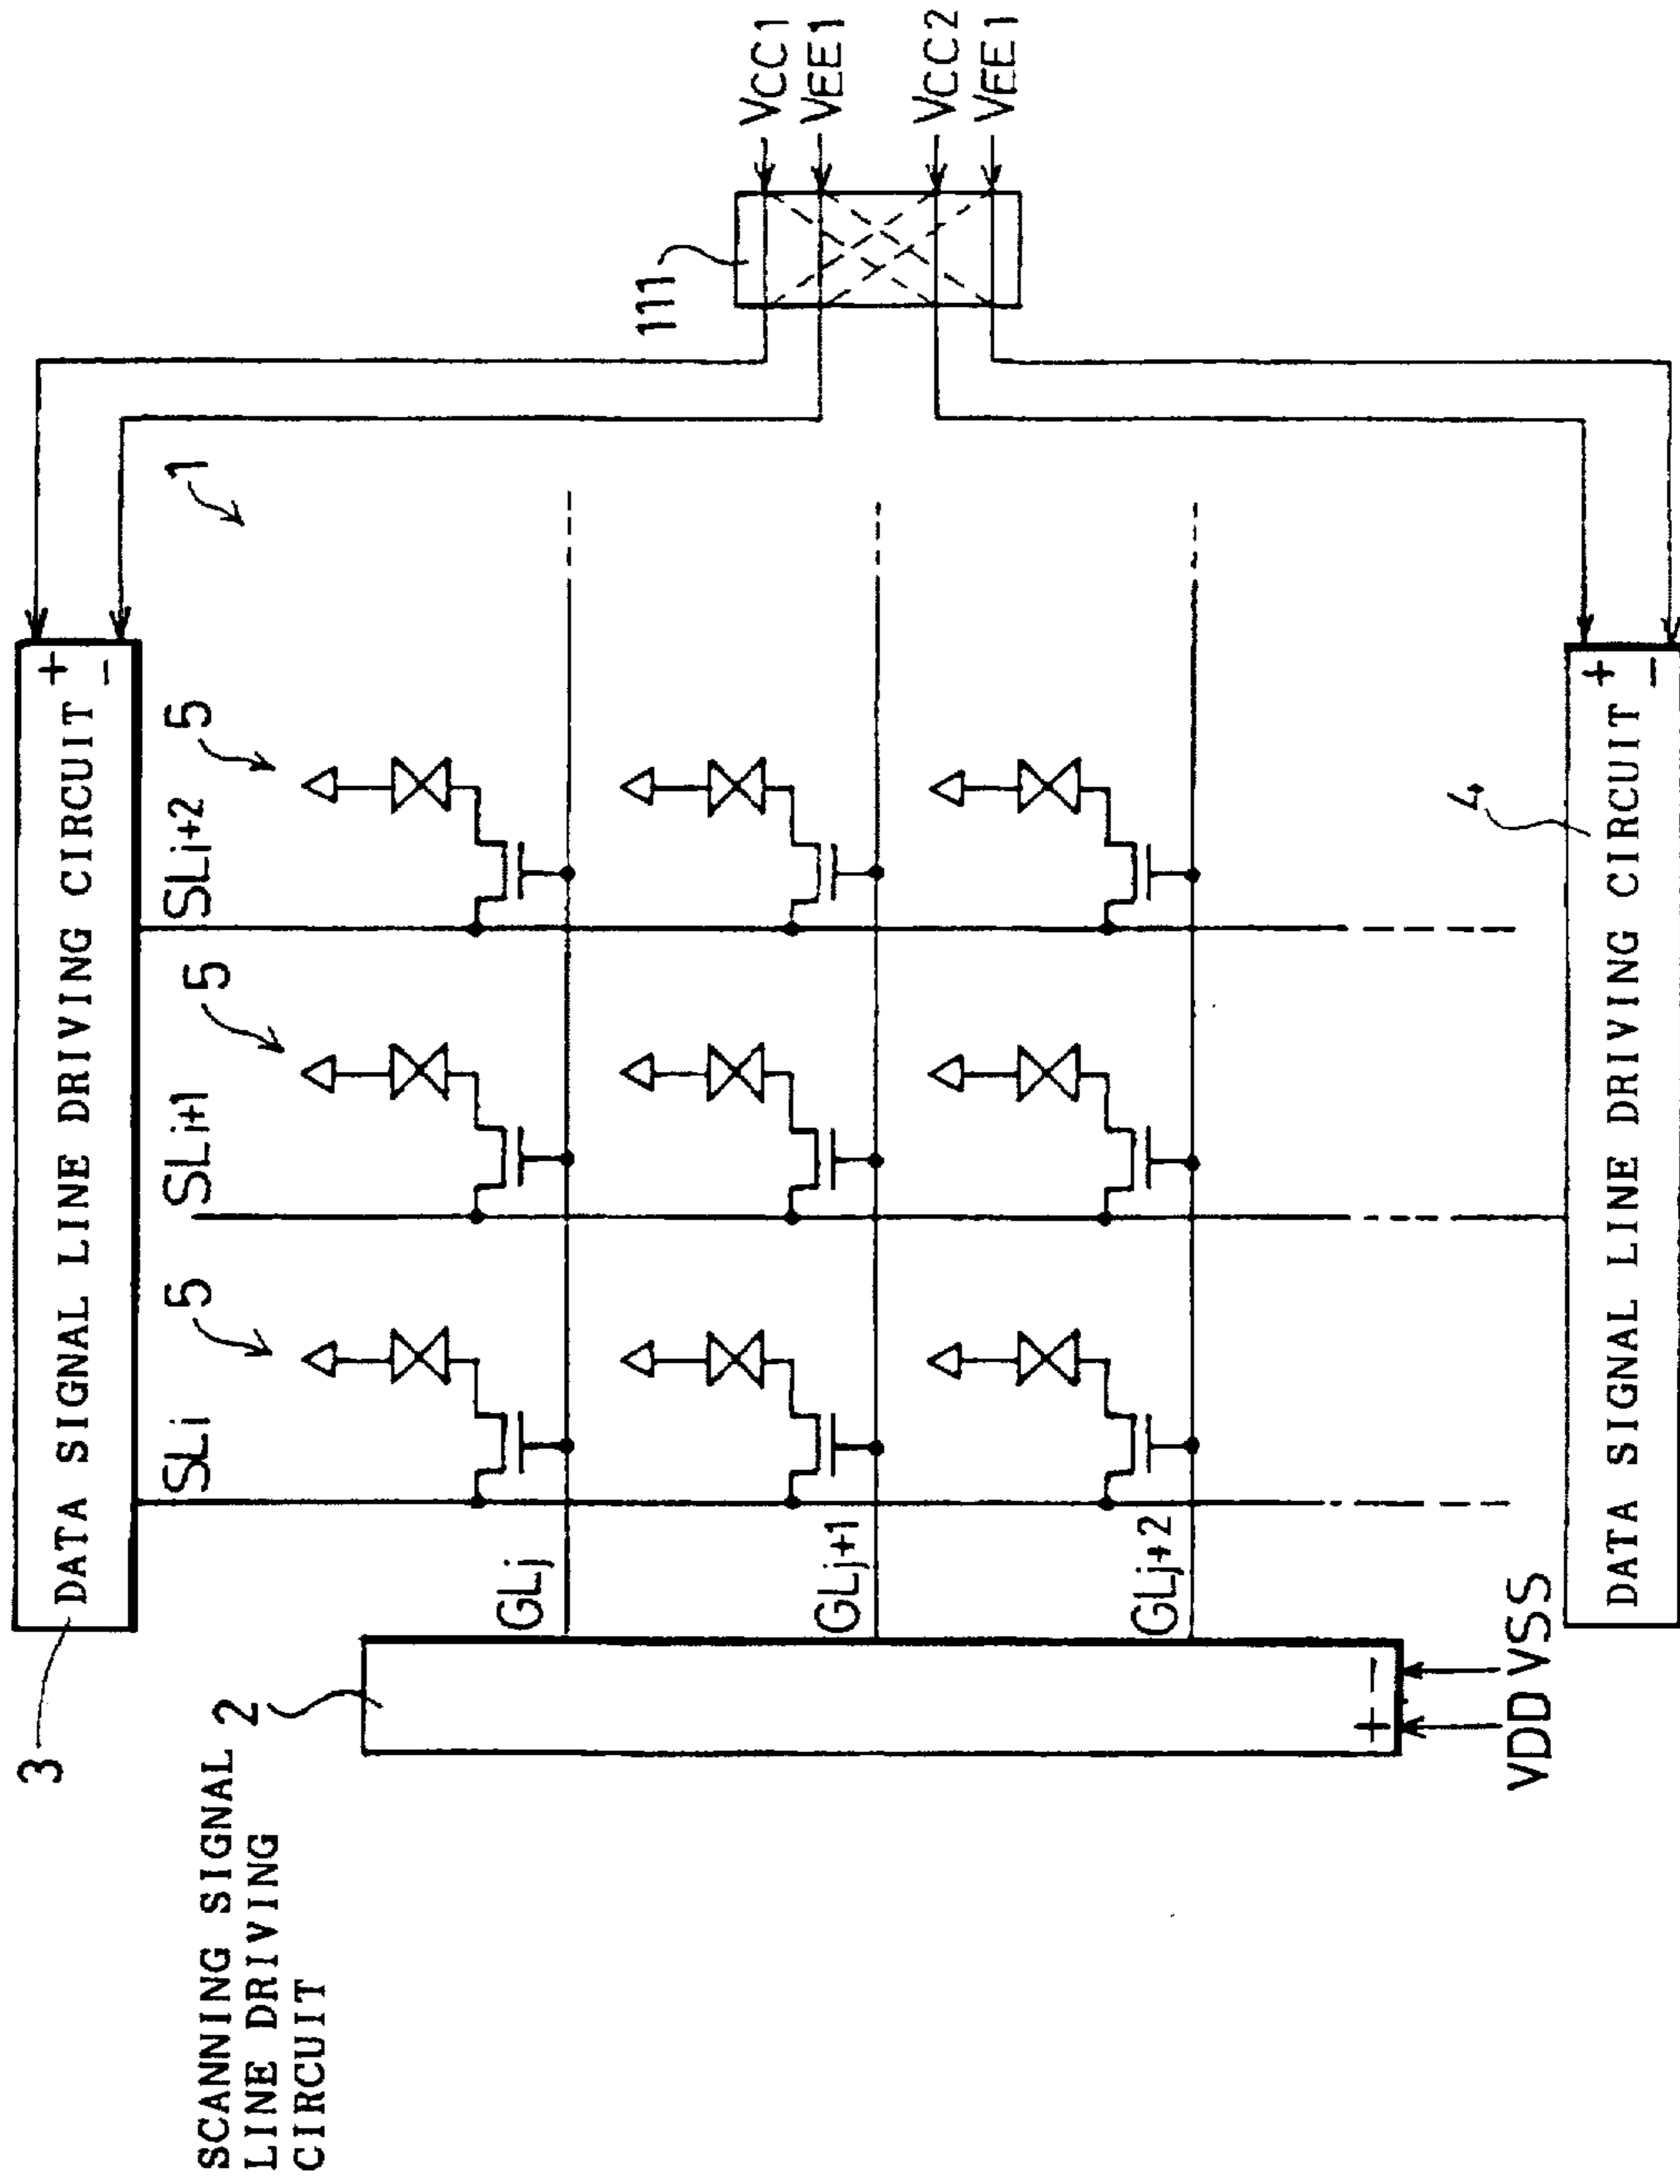 3
DATA SIGNAL LINE DRIVING CIRCUIT
+
−
SCANNING SIGNAL
LINE DRIVING
CIRCUIT
2
SLi
5
SLi+1
5
SLi+2
5
1
GLj
GLj+1
GLj+2
111
VCC1
VEE1
VCC2
VEE1
+ −
VDD VSS
4
DATA SIGNAL LINE DRIVING CIRCUIT
+
−